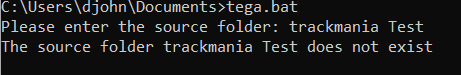 C:\Users\djohn\Documents>tega.bat
Please enter the source folder: trackmania Test
The source folder trackmania Test does not exist